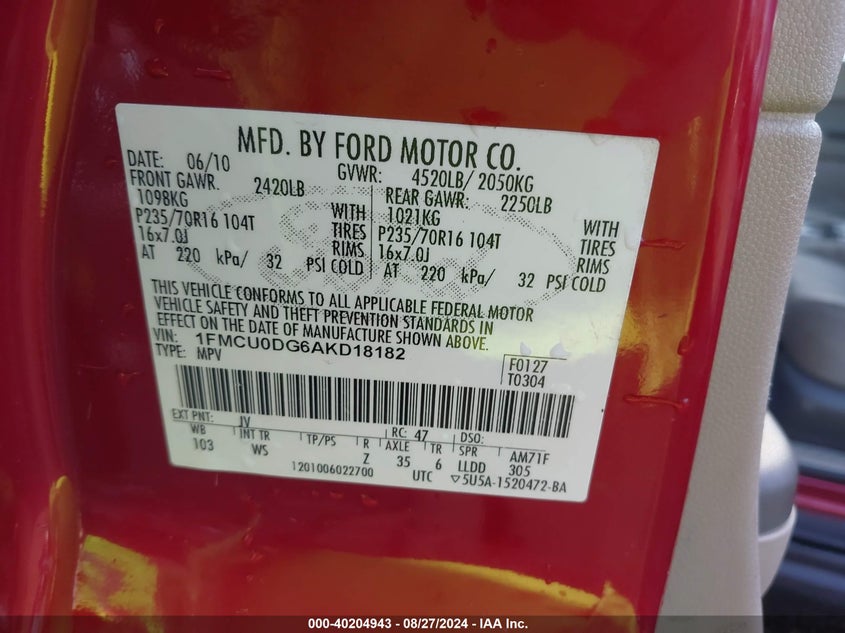 MFD. BY FORD MOTOR CO.
DATE: 06/10 GVWR: 4520LB/ 2050KG
FRONT GAWR: 2420LB REAR GAWR: 2250LB
1098KG WITH 1021KG WITH
P235/70R16 104T TIRES P235/70R16 104T TIRES
16x7.0J RIMS 16x7.0J RIMS
AT 220 kPa/ 32 PSI COLD AT 220 kPa/ 32 PSI COLD
THIS VEHICLE CONFORMS TO ALL APPLICABLE FEDERAL MOTOR
VEHICLE SAFETY AND THEFT PREVENTION STANDARDS IN
EFFECT ON THE DATE OF MANUFACTURE SHOWN ABOVE.
VIN: 1FMCU0DG6AKD18182
TYPE: MPV
F0127
T0304
EXT PNT: JV RC: 47 DSO:
WB INT TR TP/PS R AXLE TR SPR AM71F
103 WS Z 35 6 LLDD 305
1201006022700 UTC ▽5U5A-1520472-BA
000-40204943 - 08/27/2024 - IAA Inc.